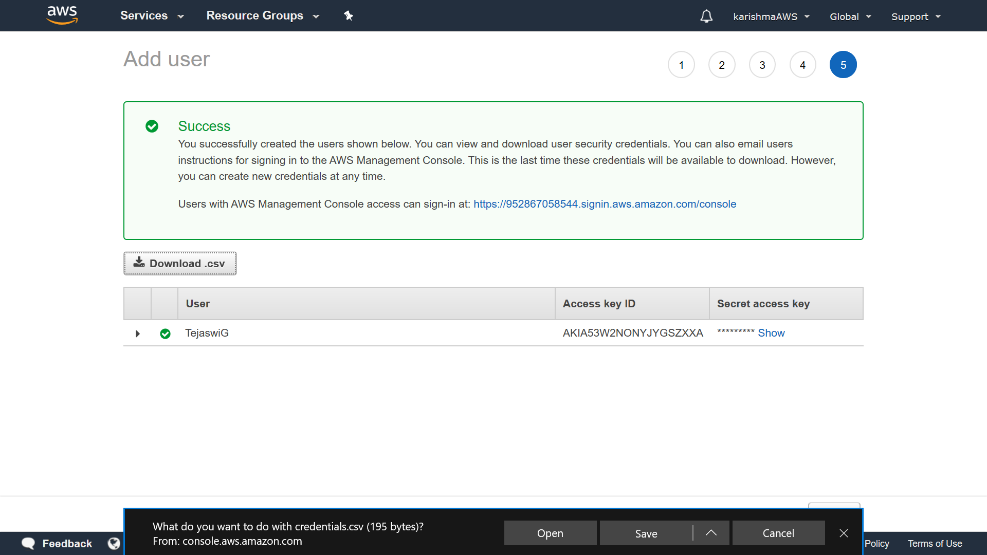 aws
Services
Resource Groups
karishmaAWS
Global
Support
Add user
1
2
3
4
5
Success
You successfully created the users shown below. You can view and download user security credentials. You can also email users
instructions for signing in to the AWS Management Console. This is the last time these credentials will be available to download. However,
you can create new credentials at any time.
Users with AWS Management Console access can sign-in at: https://952867058544.signin.aws.amazon.com/console
Download .csv
User
Access key ID
Secret access key
TejaswiG
AKIA53W2NONYJYGSZXXA
********* Show
What do you want to do with credentials.csv (195 bytes)?
From: console.aws.amazon.com
Open
Save
Cancel
Feedback
Policy
Terms of Use